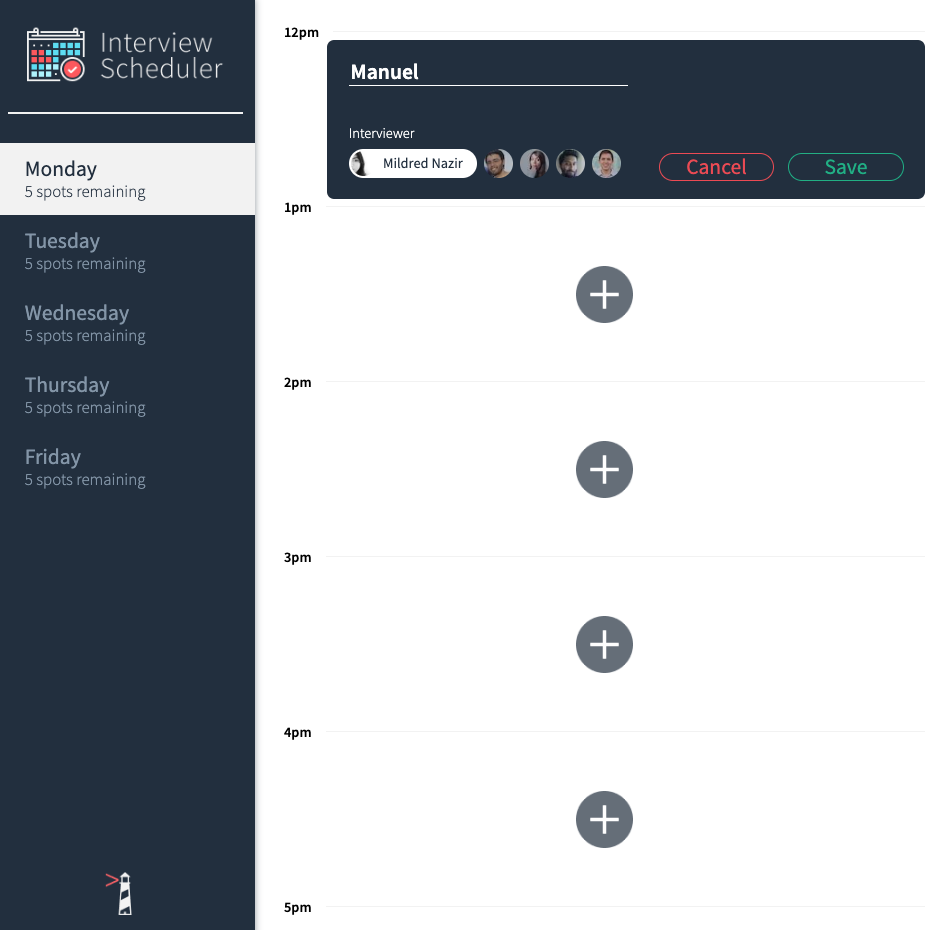 Interview
Scheduler
Monday
5 spots remaining
Tuesday
5 spots remaining
Wednesday
5 spots remaining
Thursday
5 spots remaining
Friday
5 spots remaining
12pm
Manuel
Interviewer
Mildred Nazir
Cancel
Save
1pm
2pm
3pm
4pm
5pm